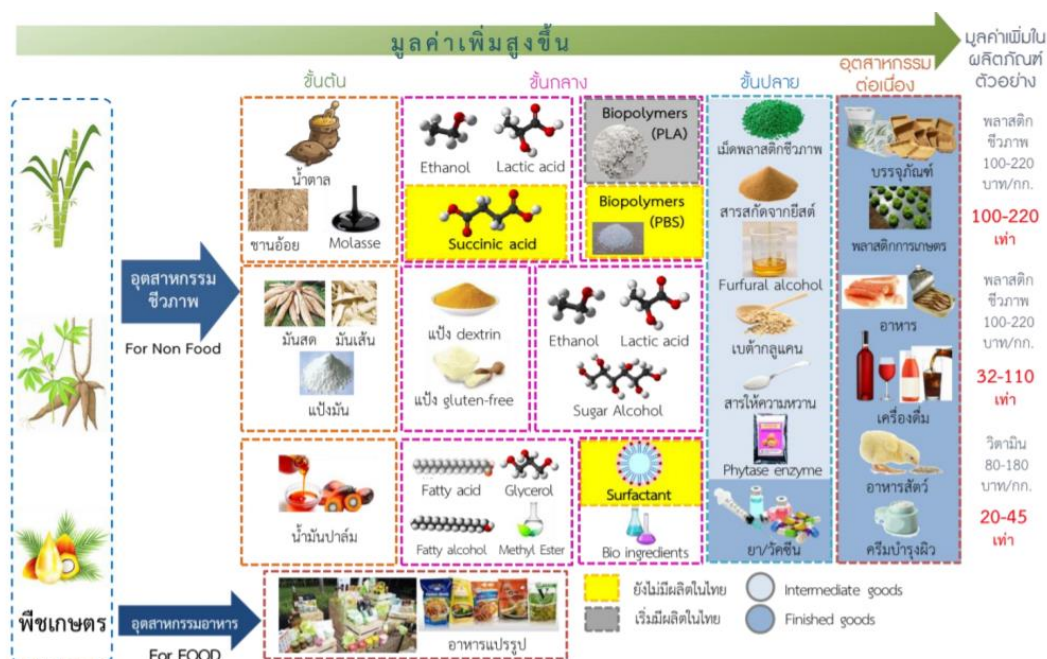 มูลค่าเพิ่มสูงขึ้น
มูลค่าเพิ่มใน
ผลิตภัณฑ์
ตัวอย่าง
ขั้นต้น
ขั้นกลาง
ขั้นปลาย
อุตสาหกรรม
ต่อเนื่อง
น้ำตาล
ชานอ้อย
Molasse
Ethanol
Lactic acid
Biopolymers
(PLA)
Succinic acid
Biopolymers
(PBS)
เม็ดพลาสติกชีวภาพ
สารสกัดจากยีสต์
Furfural alcohol
เบต้ากลูแคน
สารให้ความหวาน
Phytase enzyme
ยา/วัคซีน
บรรจุภัณฑ์
พลาสติกการเกษตร
อาหาร
เครื่องดื่ม
อาหารสัตว์
ครีมบำรุงผิว
พลาสติก
ชีวภาพ
100-220
บาท/กก.
100-220
เท่า
พลาสติก
ชีวภาพ
100-220
บาท/กก.
32-110
เท่า
วิตามิน
80-180
บาท/กก.
20-45
เท่า
อุตสาหกรรม
ชีวภาพ
For Non Food
มันสด
มันเส้น
แป้งมัน
แป้ง dextrin
แป้ง gluten-free
Ethanol
Lactic acid
Sugar Alcohol
น้ำมันปาล์ม
Fatty acid
Glycerol
Fatty alcohol
Methyl Ester
Surfactant
Bio ingredients
พืชเกษตร
อุตสาหกรรมอาหาร
For FOOD
อาหารแปรรูป
ยังไม่มีผลิตในไทย
เริ่มมีผลิตในไทย
Intermediate goods
Finished goods